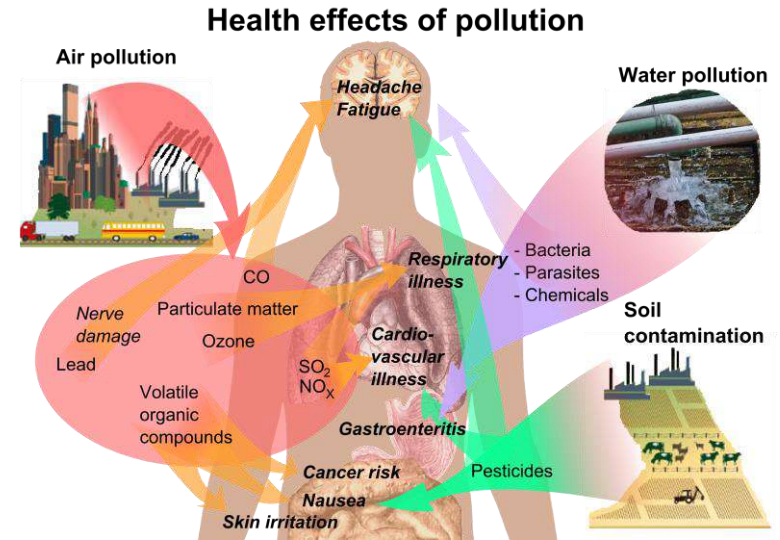 Health effects of pollution
Air pollution
Water pollution
Headache
Fatigue
- Bacteria
- Parasites
- Chemicals
Respiratory
illness
CO
Particulate matter
Nerve
damage
Ozone
Lead
SO₂
NOₓ
Cardio-
vascular
illness
Soil
contamination
Volatile
organic
compounds
Gastroenteritis
Pesticides
Cancer risk
Nausea
Skin irritation